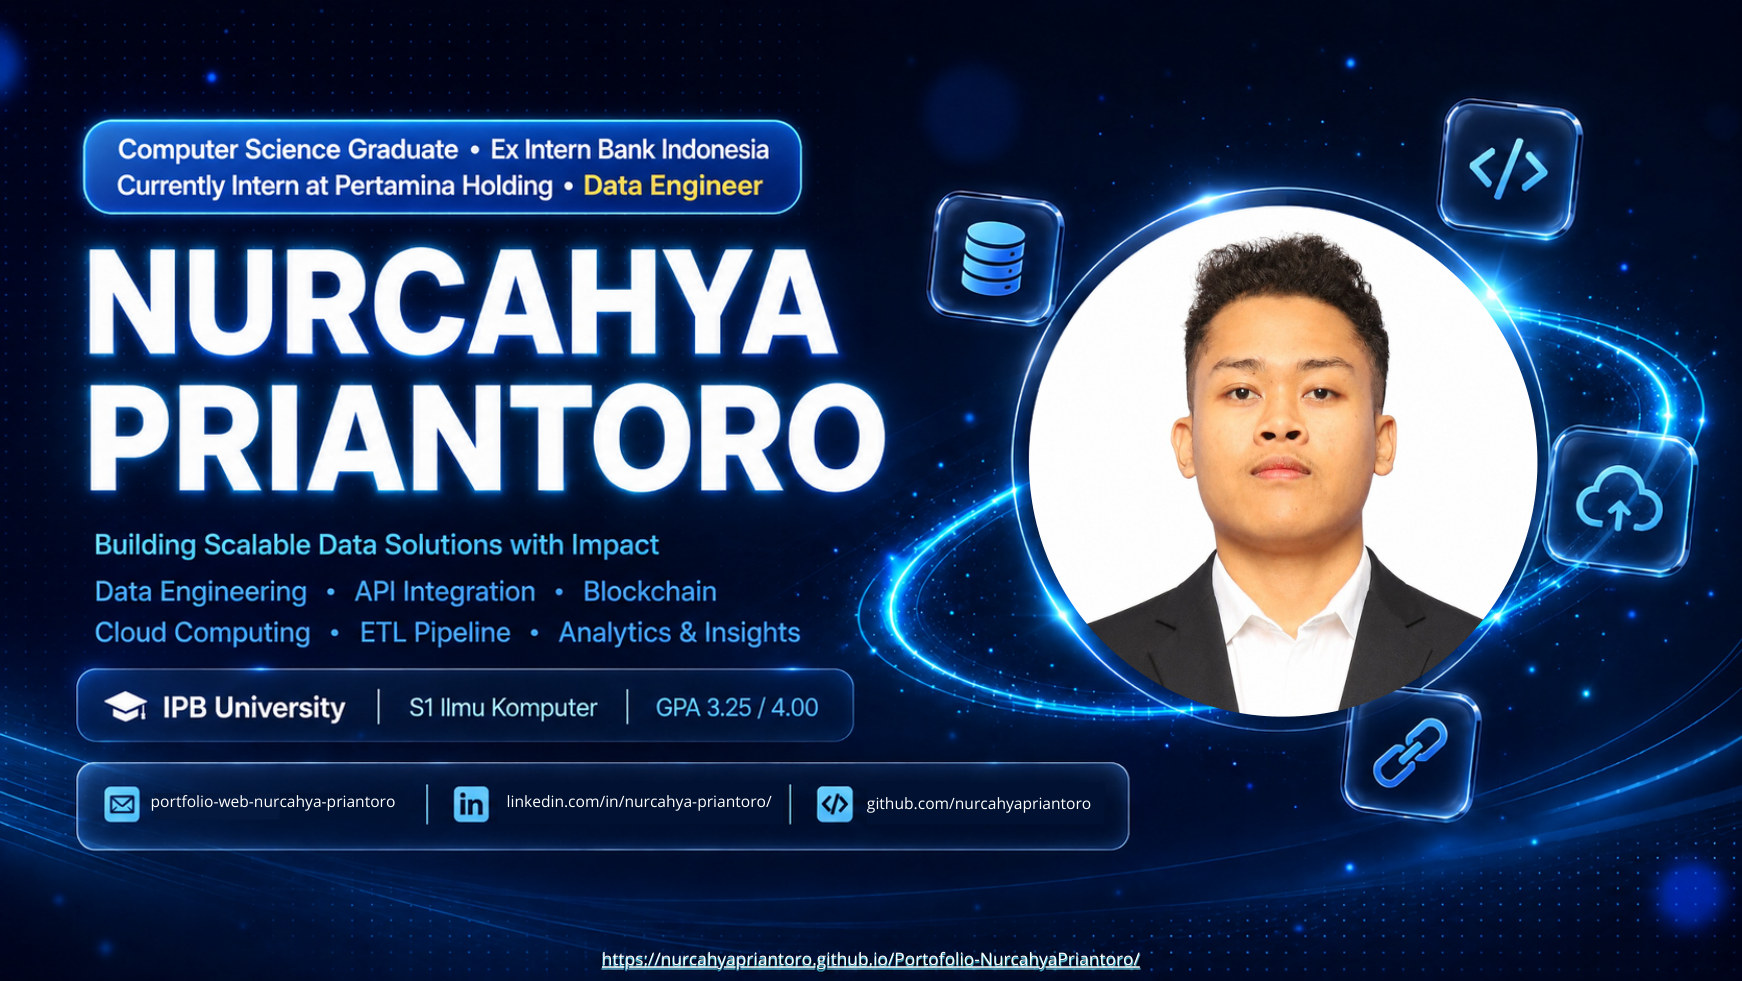 Computer Science Graduate • Ex Intern Bank Indonesia
Currently Intern at Pertamina Holding • Data Engineer
NURCAHYA
PRIANTORO
Building Scalable Data Solutions with Impact
Data Engineering • API Integration • Blockchain
Cloud Computing • ETL Pipeline • Analytics & Insights
IPB University | S1 Ilmu Komputer | GPA 3.25 / 4.00
portfolio-web-nurcahya-priantoro | in linkedin.com/in/nurcahya-priantoro/ | </> github.com/nurcahyapriantoro
https://nurcahyapriantoro.github.io/Portofolio-NurcahyaPriantoro/